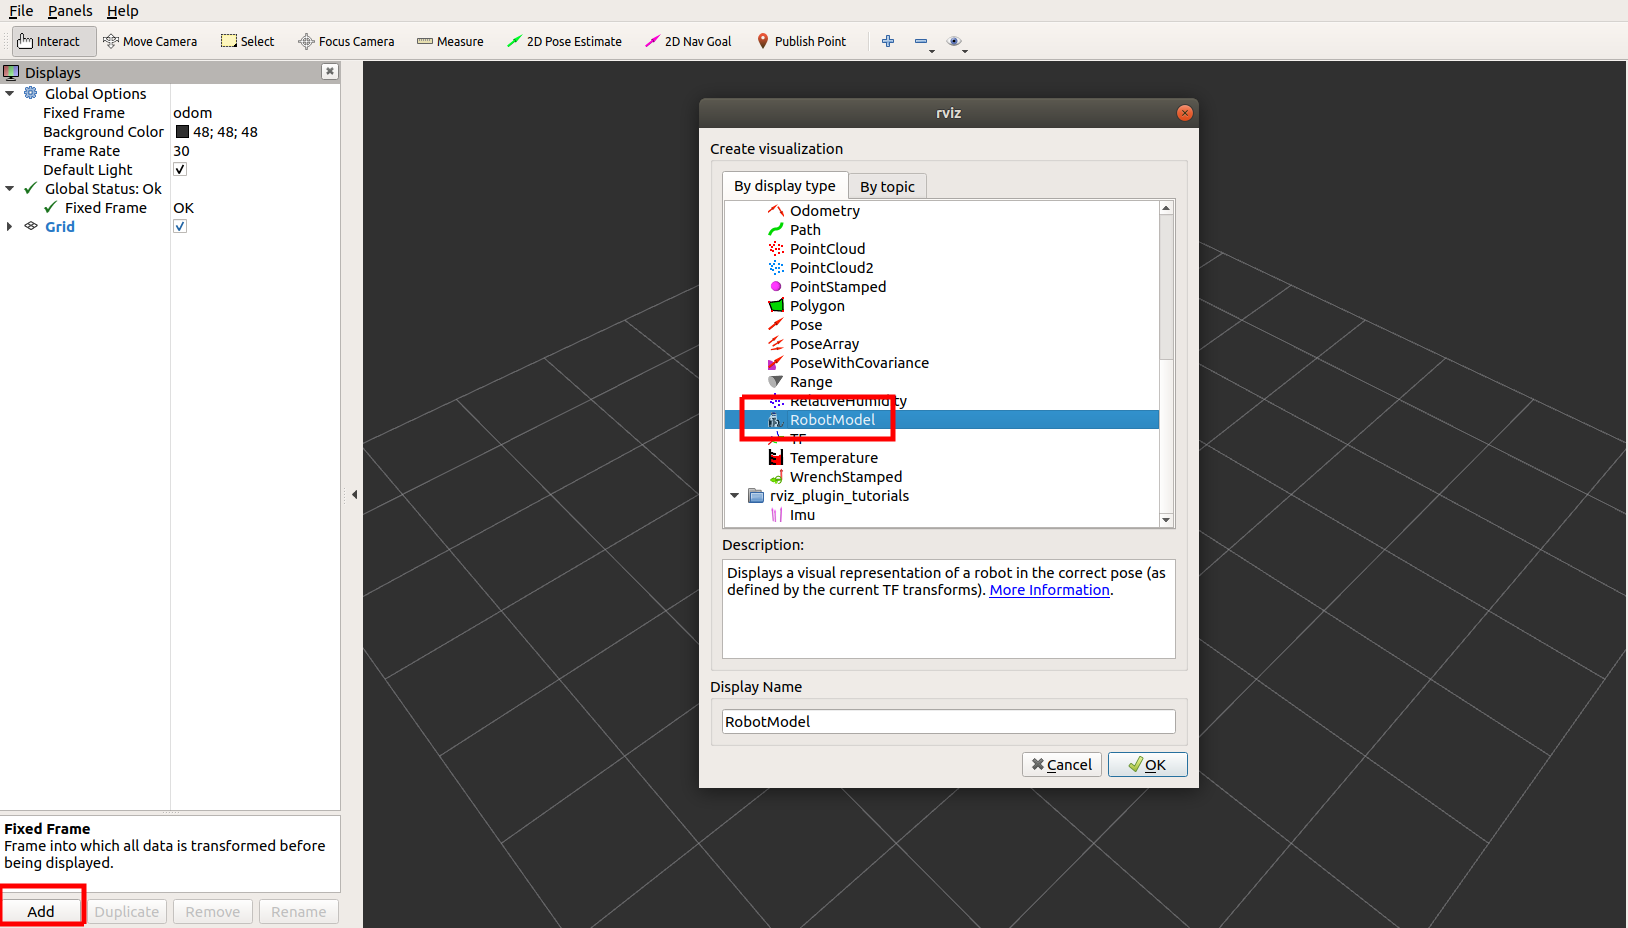 File Panels Help
Interact Move Camera Select Focus Camera Measure 2D Pose Estimate 2D Nav Goal Publish Point
Displays
Global Options
Fixed Frame odom
Background Color 48; 48; 48
Frame Rate 30
Default Light
Global Status: Ok
Fixed Frame OK
Grid
Fixed Frame
Frame into which all data is transformed before
being displayed.
Add Duplicate Remove Rename
rviz
Create visualization
By display type By topic
Odometry
Path
PointCloud
PointCloud2
PointStamped
Polygon
Pose
PoseArray
PoseWithCovariance
Range
RelativeHumidity
RobotModel
TF
Temperature
WrenchStamped
rviz_plugin_tutorials
Imu
Description:
Displays a visual representation of a robot in the correct pose (as
defined by the current TF transforms). More Information.
Display Name
RobotModel
Cancel OK